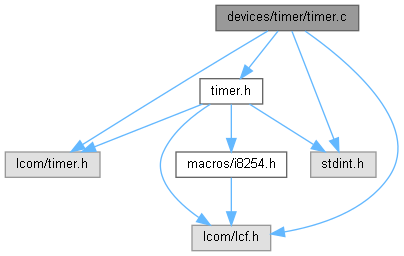 devices/timer/timer.c
timer.h
lcom/timer.h
macros/i8254.h
stdint.h
lcom/lcf.h